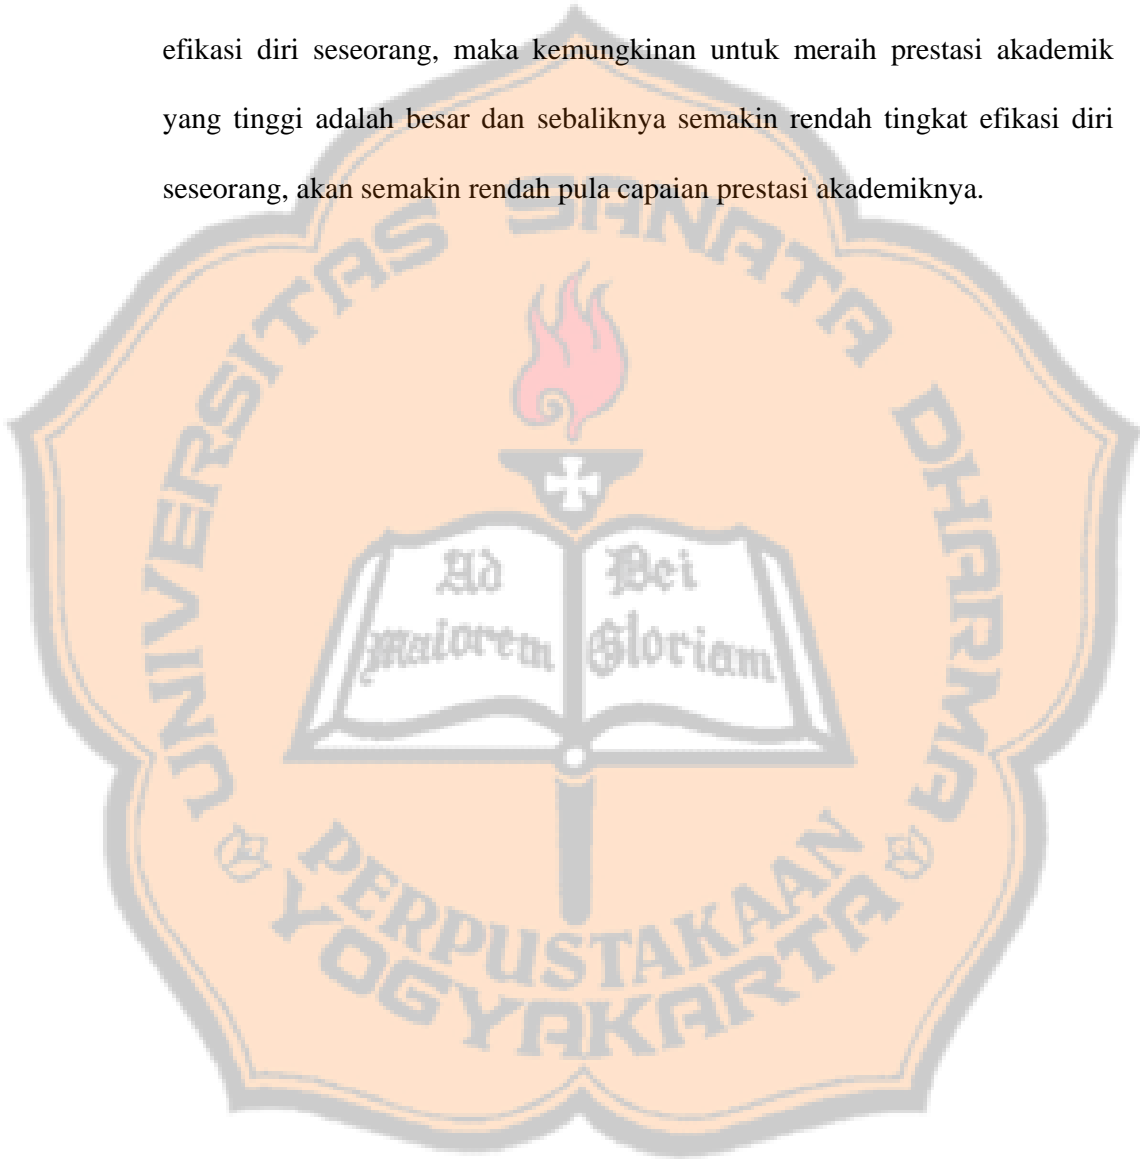 efikasi diri seseorang, maka kemungkinan untuk meraih prestasi akademik
yang tinggi adalah besar dan sebaliknya semakin rendah tingkat efikasi diri
seseorang, akan semakin rendah pula capaian prestasi akademiknya.
UNIVERSITAS SANATA DHARMA
Ad Dei
maiorem Gloriam
PERPUSTAKAAN
YOGYAKARTA